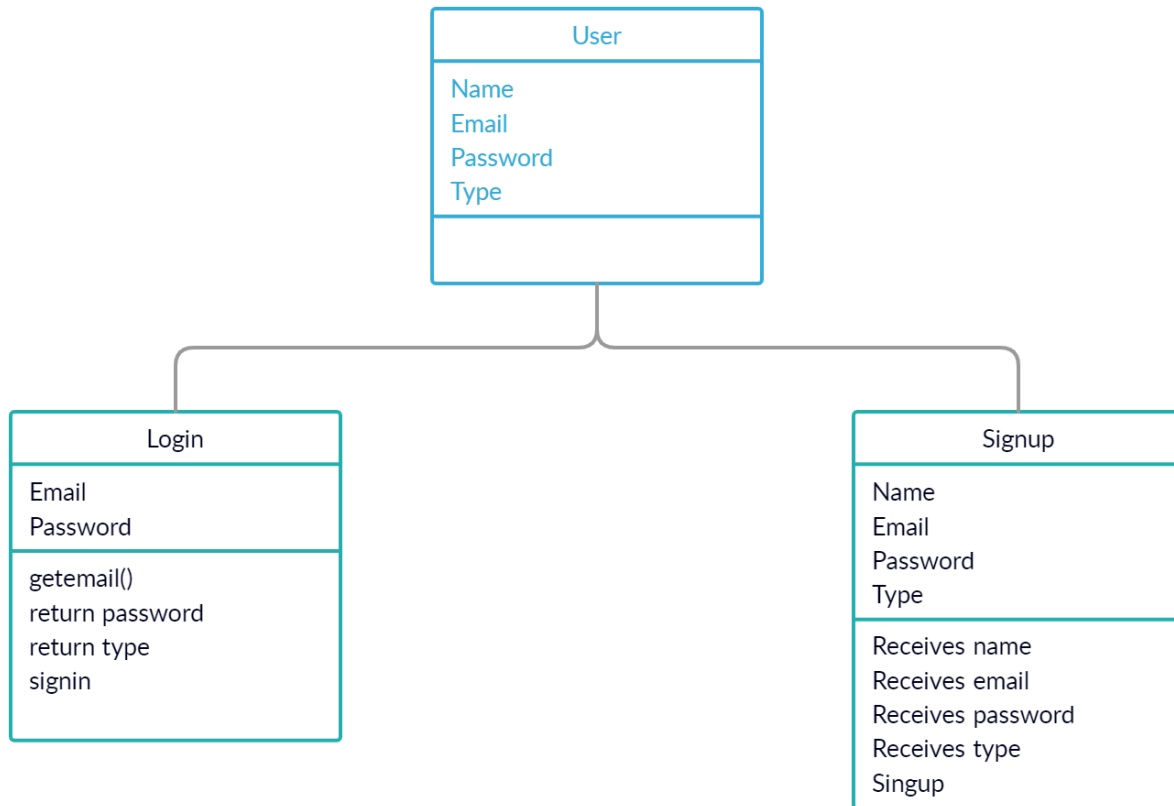 User
Name
Email
Password
Type
Login
Email
Password
getemail()
return password
return type
signin
Signup
Name
Email
Password
Type
Receives name
Receives email
Receives password
Receives type
Singup